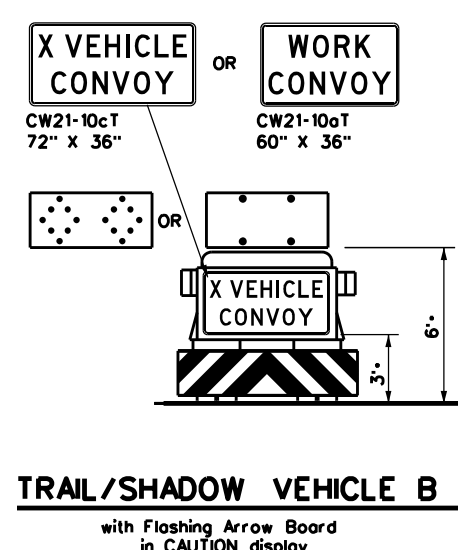 X VEHICLE
CONVOY
OR
WORK
CONVOY
CW21-10cT
72" X 36"
CW21-10aT
60" X 36"
OR
X VEHICLE
CONVOY
3'•
6'•
TRAIL/SHADOW VEHICLE B
with Flashing Arrow Board
in CAUTION display